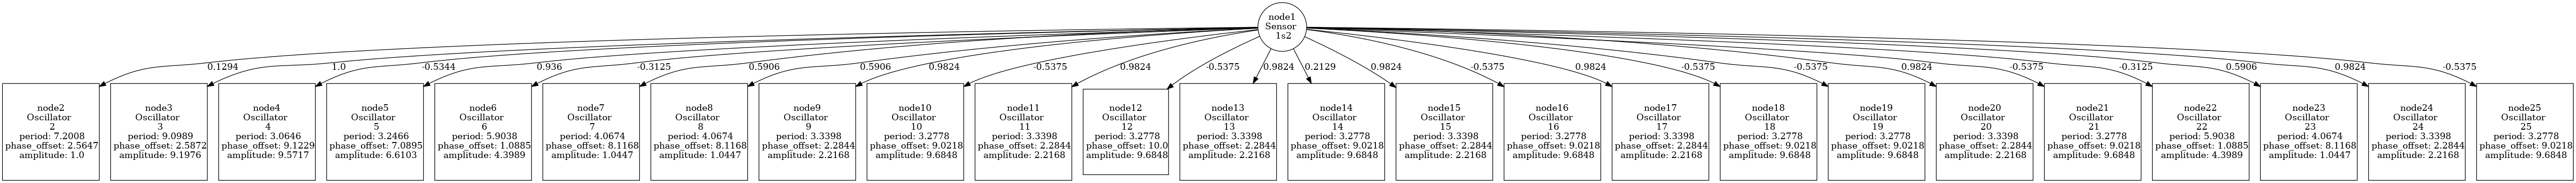 node1
Sensor
1s2
0.1294
1.0
-0.5344
0.936
-0.3125
0.5906
0.5906
0.9824
-0.5375
0.9824
-0.5375
0.9824
0.2129
0.9824
-0.5375
0.9824
-0.5375
-0.5375
0.9824
-0.5375
-0.3125
0.5906
0.9824
-0.5375
node2
Oscillator
2
period: 7.2008
phase_offset: 2.5647
amplitude: 1.0
node3
Oscillator
3
period: 9.0989
phase_offset: 2.5872
amplitude: 9.1976
node4
Oscillator
4
period: 3.0646
phase_offset: 9.1229
amplitude: 9.5717
node5
Oscillator
5
period: 3.2466
phase_offset: 7.0895
amplitude: 6.6103
node6
Oscillator
6
period: 5.9038
phase_offset: 1.0885
amplitude: 4.3989
node7
Oscillator
7
period: 4.0674
phase_offset: 8.1168
amplitude: 1.0447
node8
Oscillator
8
period: 4.0674
phase_offset: 8.1168
amplitude: 1.0447
node9
Oscillator
9
period: 3.3398
phase_offset: 2.2844
amplitude: 2.2168
node10
Oscillator
10
period: 3.2778
phase_offset: 9.0218
amplitude: 9.6848
node11
Oscillator
11
period: 3.3398
phase_offset: 2.2844
amplitude: 2.2168
node12
Oscillator
12
period: 3.2778
phase_offset: 10.0
amplitude: 9.6848
node13
Oscillator
13
period: 3.3398
phase_offset: 2.2844
amplitude: 2.2168
node14
Oscillator
14
period: 3.2778
phase_offset: 9.0218
amplitude: 9.6848
node15
Oscillator
15
period: 3.3398
phase_offset: 2.2844
amplitude: 2.2168
node16
Oscillator
16
period: 3.2778
phase_offset: 9.0218
amplitude: 9.6848
node17
Oscillator
17
period: 3.3398
phase_offset: 2.2844
amplitude: 2.2168
node18
Oscillator
18
period: 3.2778
phase_offset: 9.0218
amplitude: 9.6848
node19
Oscillator
19
period: 3.2778
phase_offset: 9.0218
amplitude: 9.6848
node20
Oscillator
20
period: 3.3398
phase_offset: 2.2844
amplitude: 2.2168
node21
Oscillator
21
period: 3.2778
phase_offset: 9.0218
amplitude: 9.6848
node22
Oscillator
22
period: 5.9038
phase_offset: 1.0885
amplitude: 4.3989
node23
Oscillator
23
period: 4.0674
phase_offset: 8.1168
amplitude: 1.0447
node24
Oscillator
24
period: 3.3398
phase_offset: 2.2844
amplitude: 2.2168
node25
Oscillator
25
period: 3.2778
phase_offset: 9.0218
amplitude: 9.6848